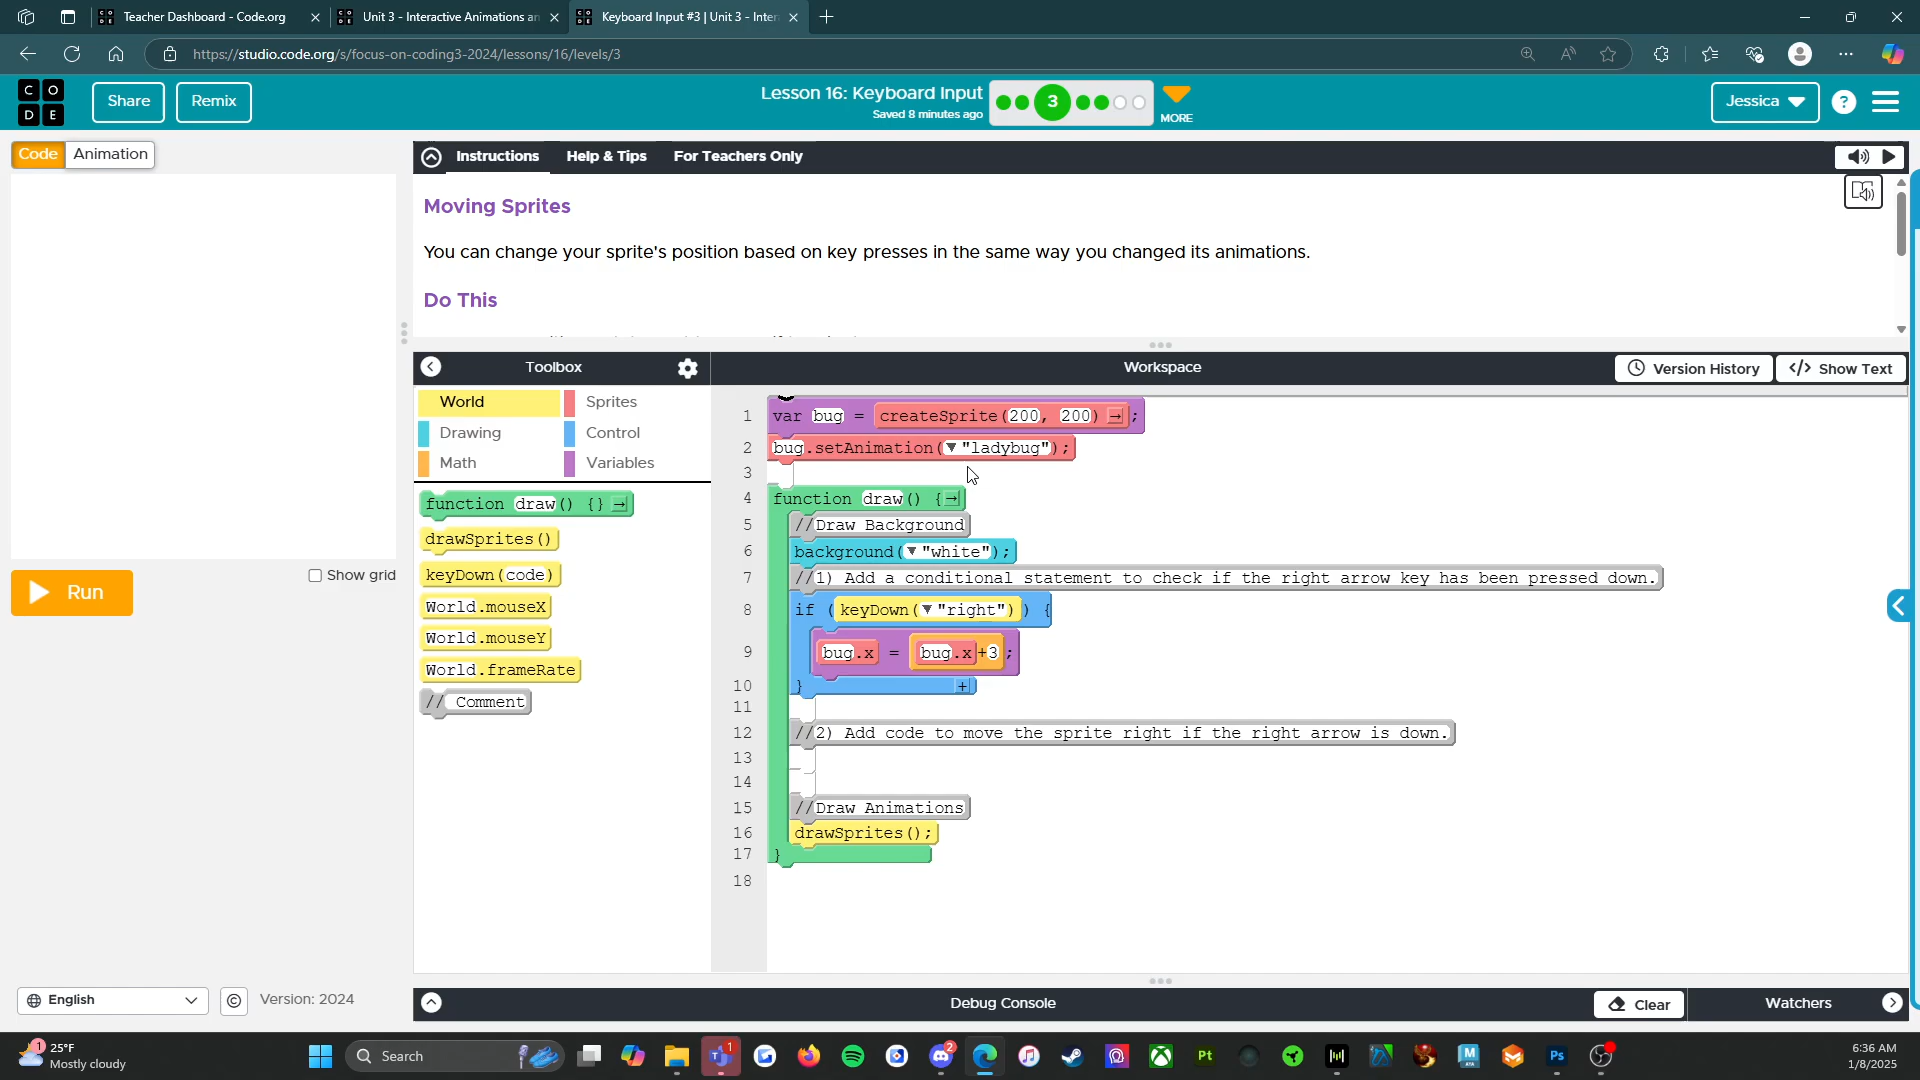 Teacher Dashboard - Code.org
Unit 3 - Interactive Animations an
Keyboard Input #3 | Unit 3 - Inter
https://studio.code.org/s/focus-on-coding3-2024/lessons/16/levels/3
C O
D E
Share
Remix
Lesson 16: Keyboard Input
Saved 8 minutes ago
3
MORE
Jessica
?
Code
Animation
Instructions
Help & Tips
For Teachers Only
Moving Sprites
You can change your sprite's position based on key presses in the same way you changed its animations.
Do This
Toolbox
Workspace
Version History
</> Show Text
World
Sprites
Drawing
Control
Math
Variables
function draw() {}
drawSprites()
keyDown(code)
World.mouseX
World.mouseY
World.frameRate
// Comment
Show grid
Run
1 var bug = createSprite(200, 200);
2 bug.setAnimation("ladybug");
3
4 function draw() {
5 //Draw Background
6 background("white");
7 //1) Add a conditional statement to check if the right arrow key has been pressed down.
8 if (keyDown("right")) {
9 bug.x = bug.x+3;
10 } +
11
12 //2) Add code to move the sprite right if the right arrow is down.
13
14
15 //Draw Animations
16 drawSprites();
17 }
18
English
©
Version: 2024
Debug Console
Clear
Watchers
1
25°F
Mostly cloudy
Search
1
2
Pt
M
Ps
6:36 AM
1/8/2025